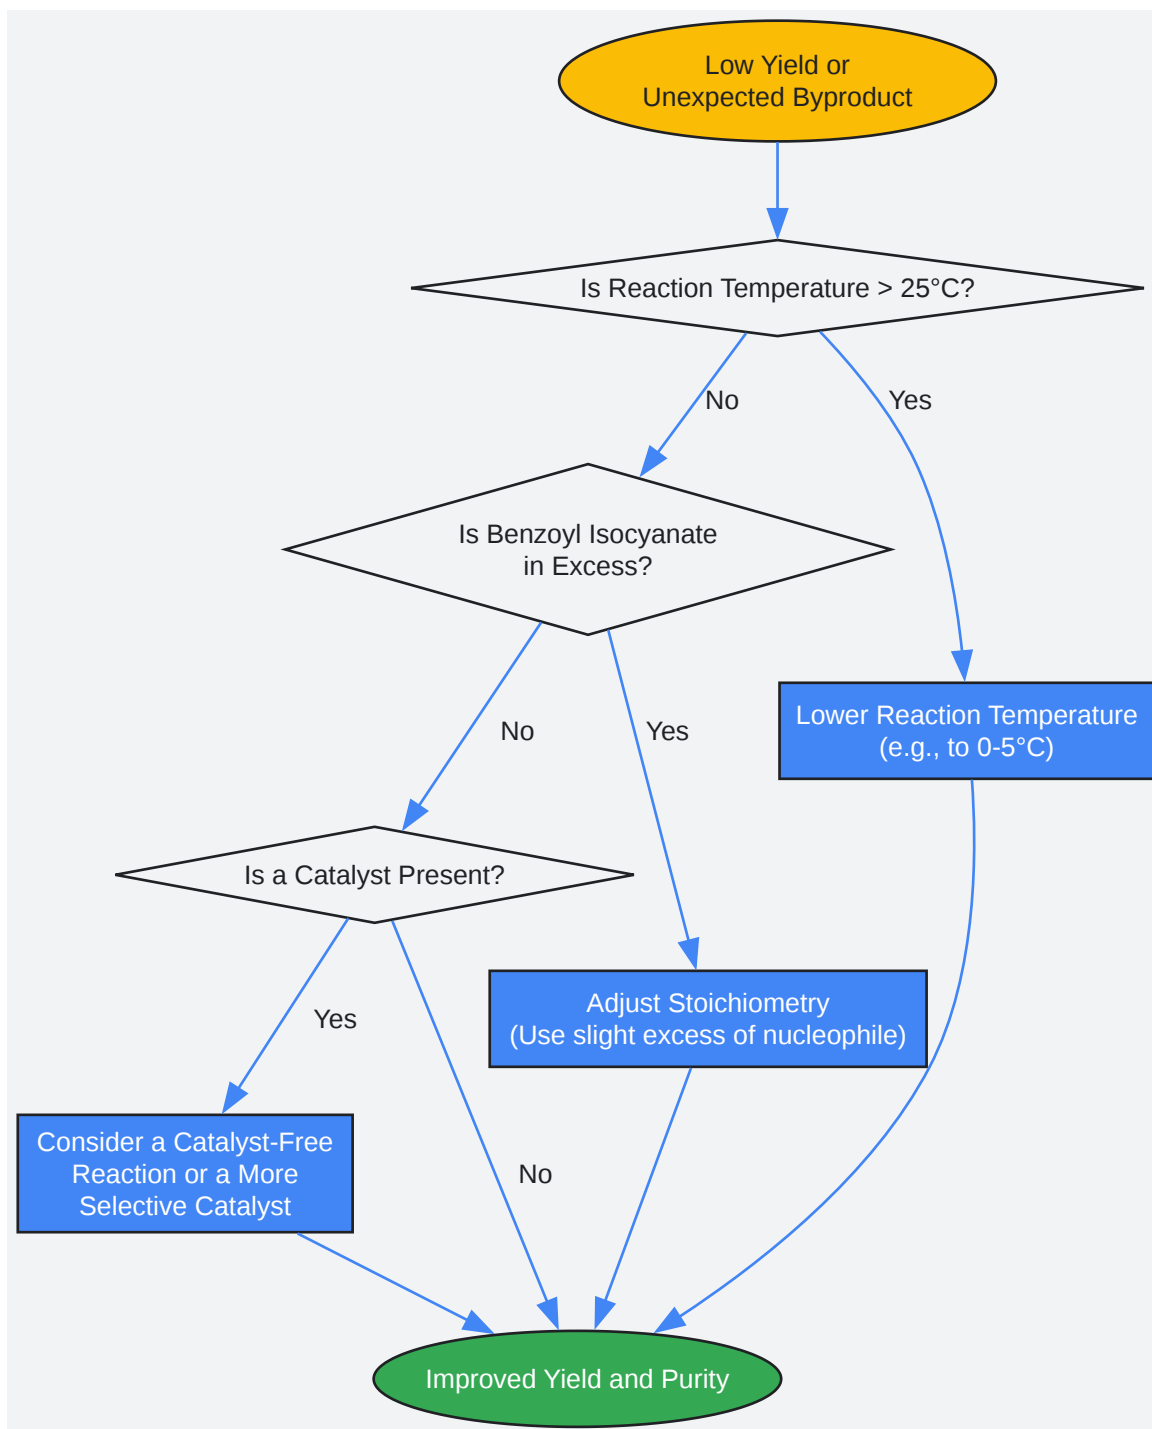 Low Yield or
Unexpected Byproduct
Is Reaction Temperature > 25°C?
No
Yes
Is Benzoyl Isocyanate
in Excess?
No
Yes
Lower Reaction Temperature
(e.g., to 0-5°C)
Is a Catalyst Present?
Yes
Adjust Stoichiometry
(Use slight excess of nucleophile)
Consider a Catalyst-Free
Reaction or a More
Selective Catalyst
No
Improved Yield and Purity